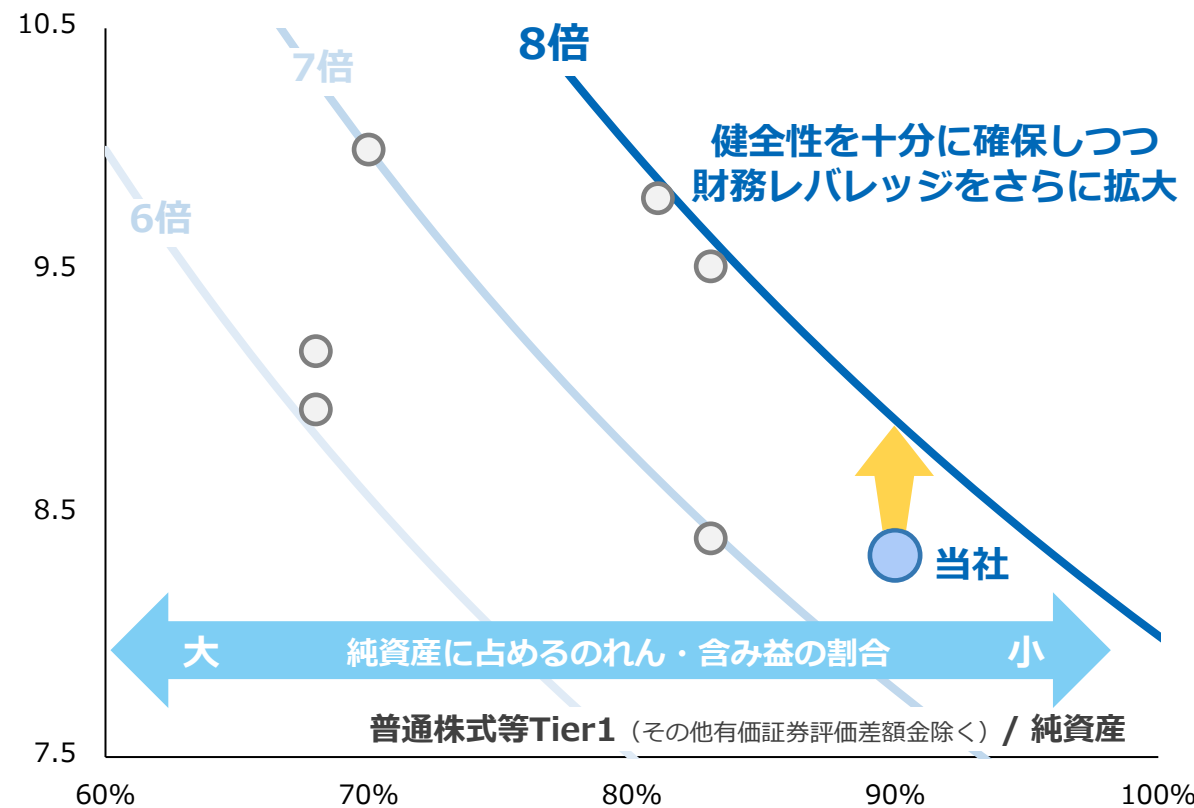 10.5
8倍
7倍
健全性を十分に確保しつつ
財務レバレッジをさらに拡大
6倍
9.5
8.5
当社
大 純資産に占めるのれん・含み益の割合 小
普通株式等Tier1（その他有価証券評価差額金除く）/ 純資産
7.5
60% 70% 80% 90% 100%